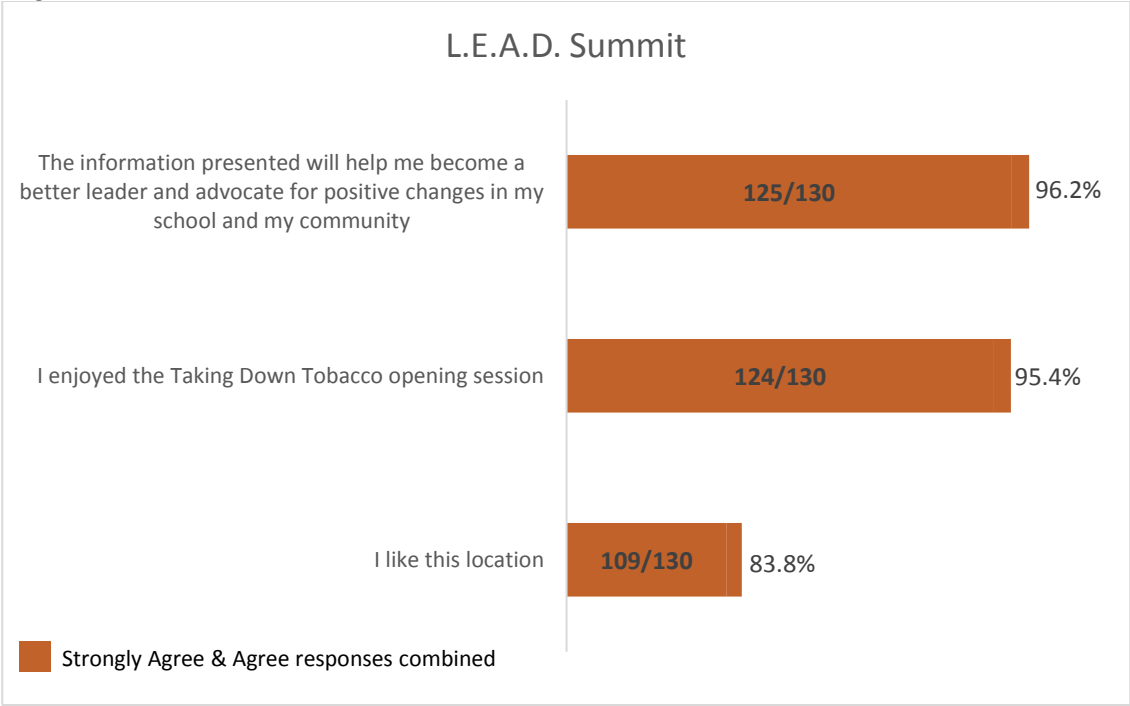 L.E.A.D. Summit
The information presented will help me become a
better leader and advocate for positive changes in my
school and my community
125/130
96.2%
I enjoyed the Taking Down Tobacco opening session
124/130
95.4%
I like this location
109/130
83.8%
Strongly Agree & Agree responses combined